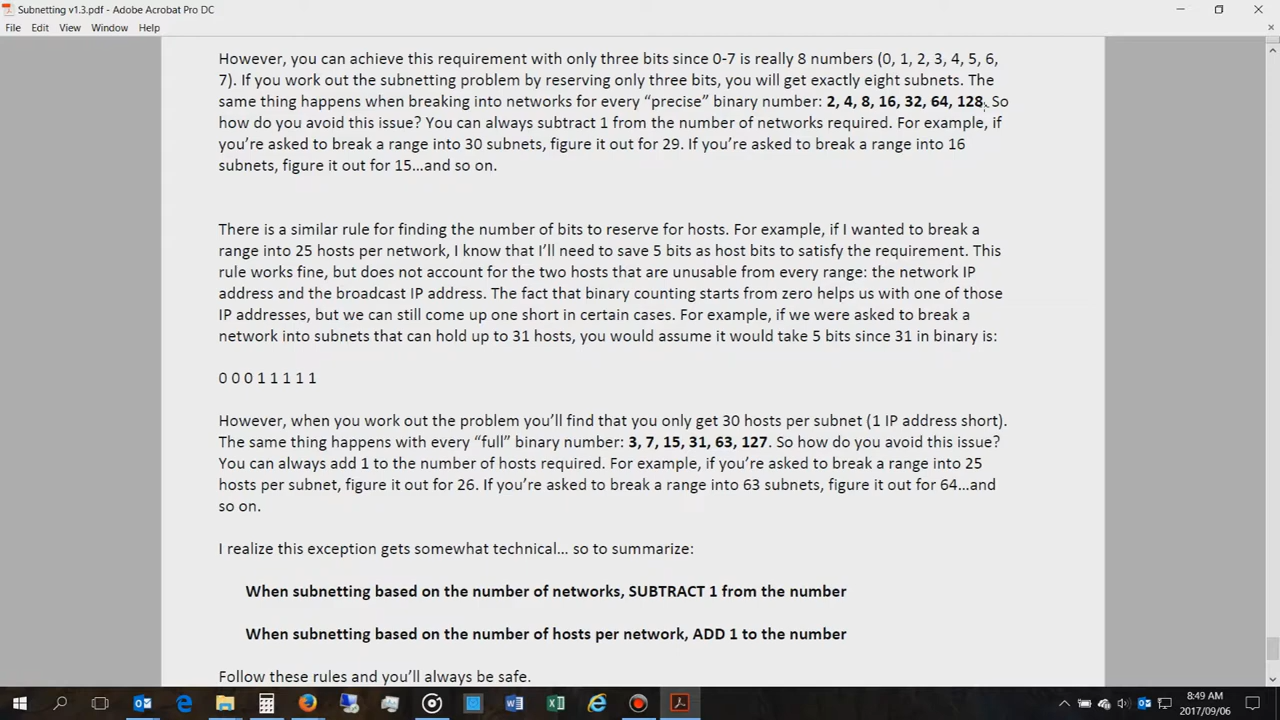 Subnetting v1.3.pdf - Adobe Acrobat Pro DC
File Edit View Window Help
However, you can achieve this requirement with only three bits since 0-7 is really 8 numbers (0, 1, 2, 3, 4, 5, 6,
7). If you work out the subnetting problem by reserving only three bits, you will get exactly eight subnets. The
same thing happens when breaking into networks for every “precise” binary number: 2, 4, 8, 16, 32, 64, 128. So
how do you avoid this issue? You can always subtract 1 from the number of networks required. For example, if
you’re asked to break a range into 30 subnets, figure it out for 29. If you’re asked to break a range into 16
subnets, figure it out for 15...and so on.
There is a similar rule for finding the number of bits to reserve for hosts. For example, if I wanted to break a
range into 25 hosts per network, I know that I’ll need to save 5 bits as host bits to satisfy the requirement. This
rule works fine, but does not account for the two hosts that are unusable from every range: the network IP
address and the broadcast IP address. The fact that binary counting starts from zero helps us with one of those
IP addresses, but we can still come up one short in certain cases. For example, if we were asked to break a
network into subnets that can hold up to 31 hosts, you would assume it would take 5 bits since 31 in binary is:
0 0 0 1 1 1 1 1
However, when you work out the problem you’ll find that you only get 30 hosts per subnet (1 IP address short).
The same thing happens with every “full” binary number: 3, 7, 15, 31, 63, 127. So how do you avoid this issue?
You can always add 1 to the number of hosts required. For example, if you’re asked to break a range into 25
hosts per subnet, figure it out for 26. If you’re asked to break a range into 63 subnets, figure it out for 64...and
so on.
I realize this exception gets somewhat technical... so to summarize:
When subnetting based on the number of networks, SUBTRACT 1 from the number
When subnetting based on the number of hosts per network, ADD 1 to the number
Follow these rules and you’ll always be safe.
8:49 AM
2017/09/06